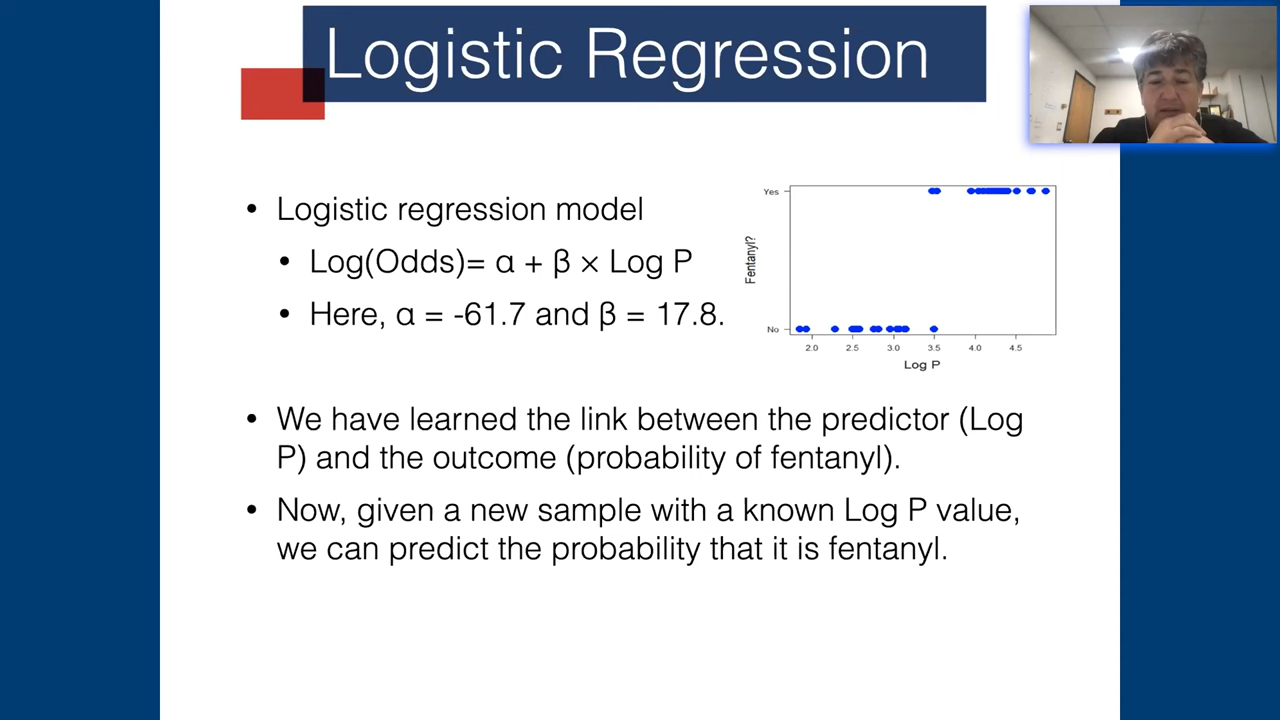 Logistic Regression
• Logistic regression model
• Log(Odds)= α + β × Log P
• Here, α = -61.7 and β = 17.8.
Yes
Fentanyl?
No
2.0 2.5 3.0 3.5 4.0 4.5
Log P
• We have learned the link between the predictor (Log
P) and the outcome (probability of fentanyl).
• Now, given a new sample with a known Log P value,
we can predict the probability that it is fentanyl.